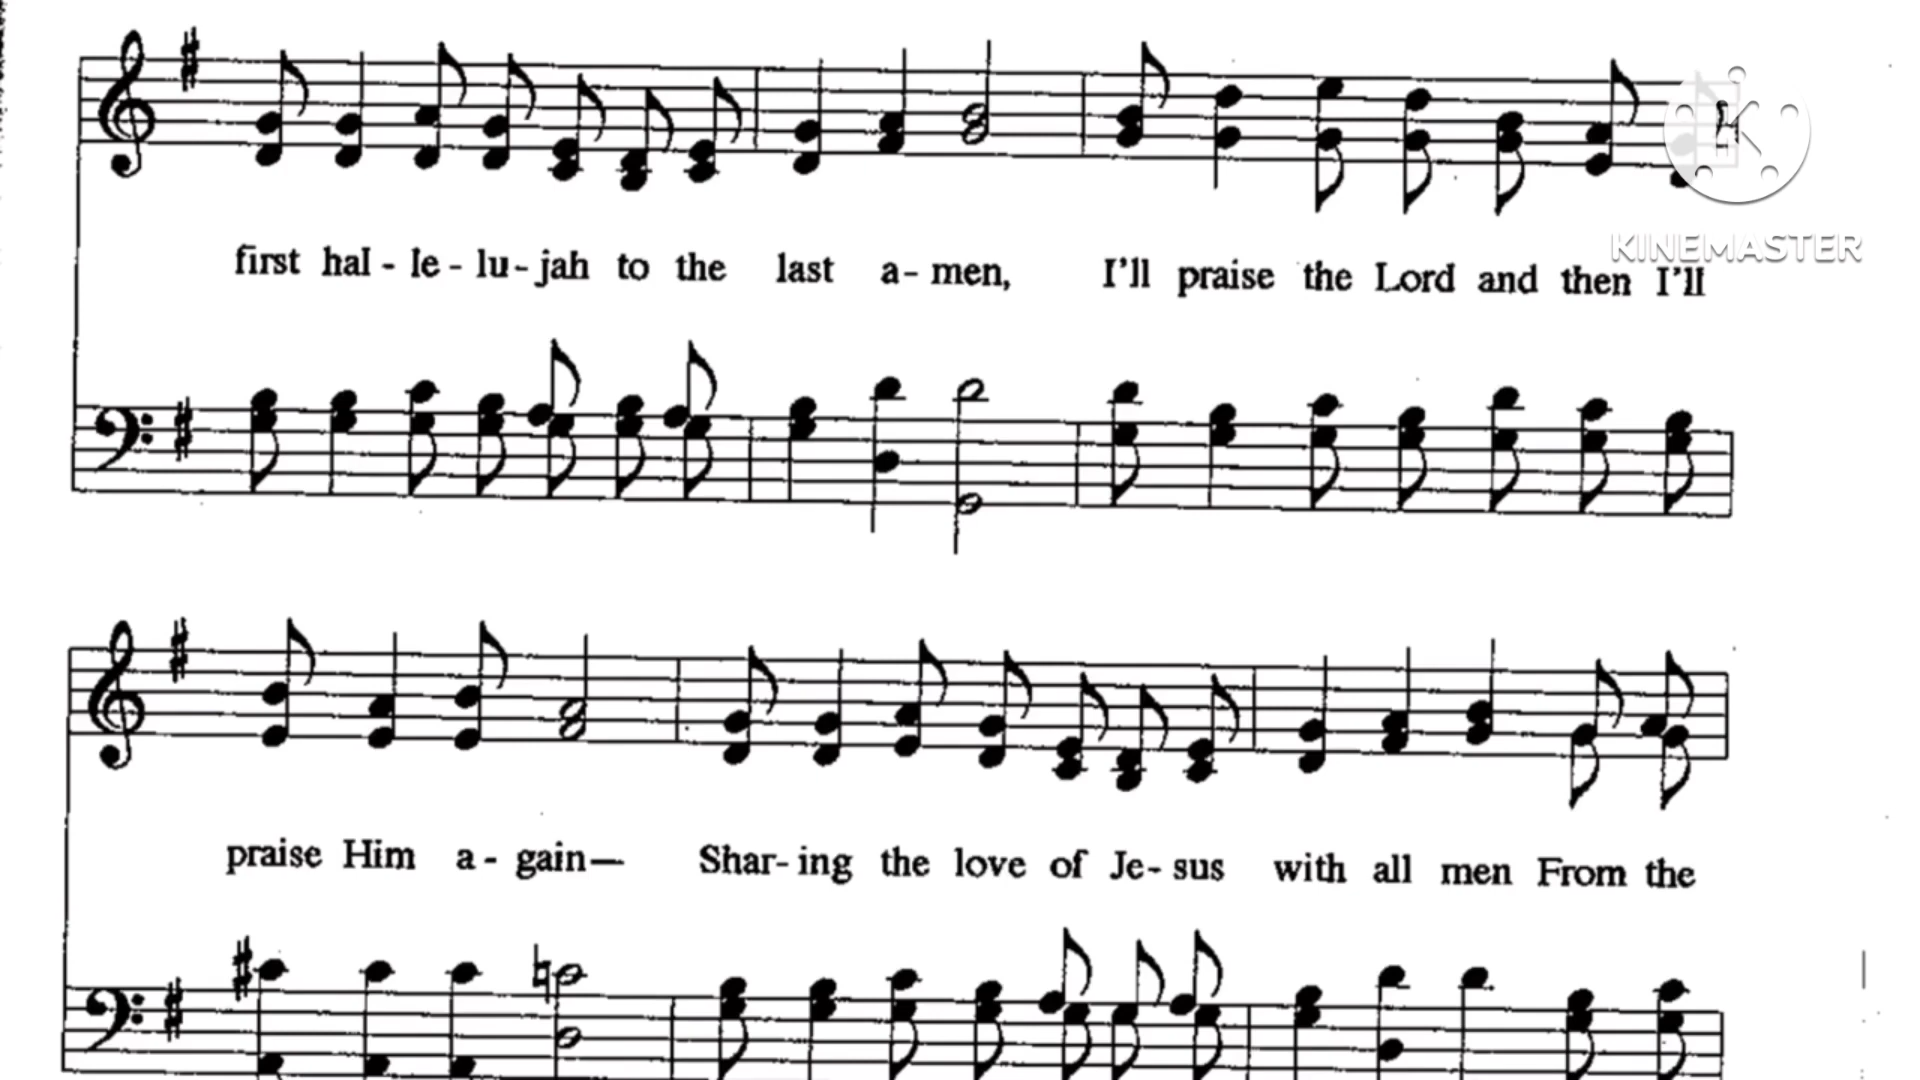 KINEMASTER
first hal - le - lu - jah to the last a - men, I'll praise the Lord and then I'll
praise Him a - gain— Shar - ing the love of Je - sus with all men From the